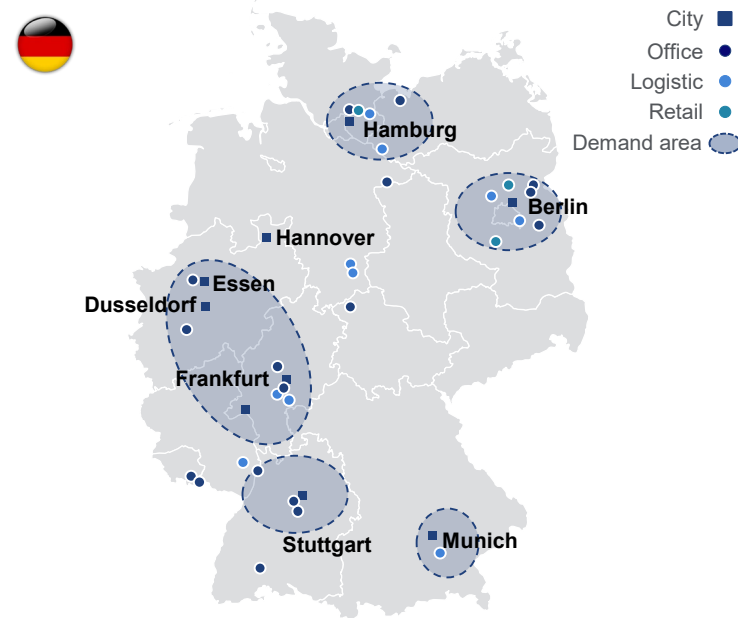 City
Office
Logistic
Retail
Demand area
Hamburg
Berlin
Hannover
Essen
Dusseldorf
Frankfurt
Stuttgart
Munich